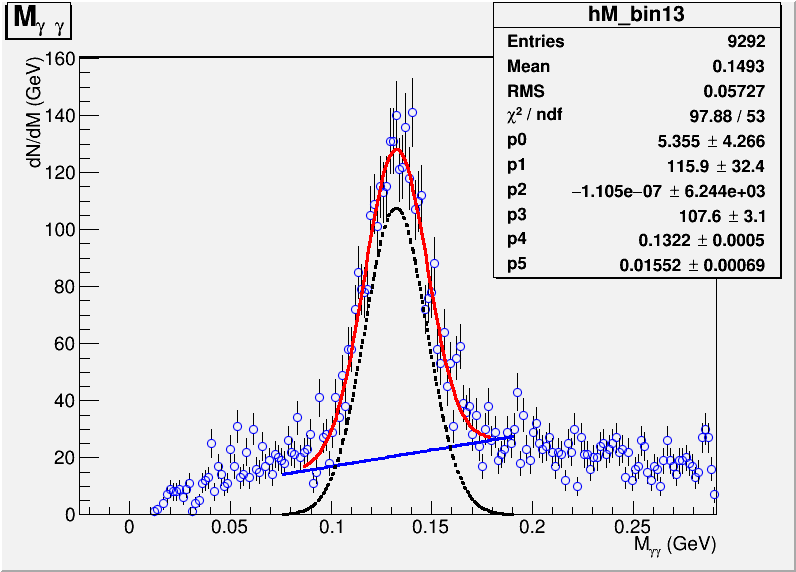 M γ γ
hM_bin13
Entries 9292
Mean 0.1493
RMS 0.05727
χ² / ndf 97.88 / 53
p0 5.355 ± 4.266
p1 115.9 ± 32.4
p2 −1.105e−07 ± 6.244e+03
p3 107.6 ± 3.1
p4 0.1322 ± 0.0005
p5 0.01552 ± 0.00069
dN/dM (GeV)
160
140
120
100
80
60
40
20
0
0 0.05 0.1 0.15 0.2 0.25
Mγγ (GeV)